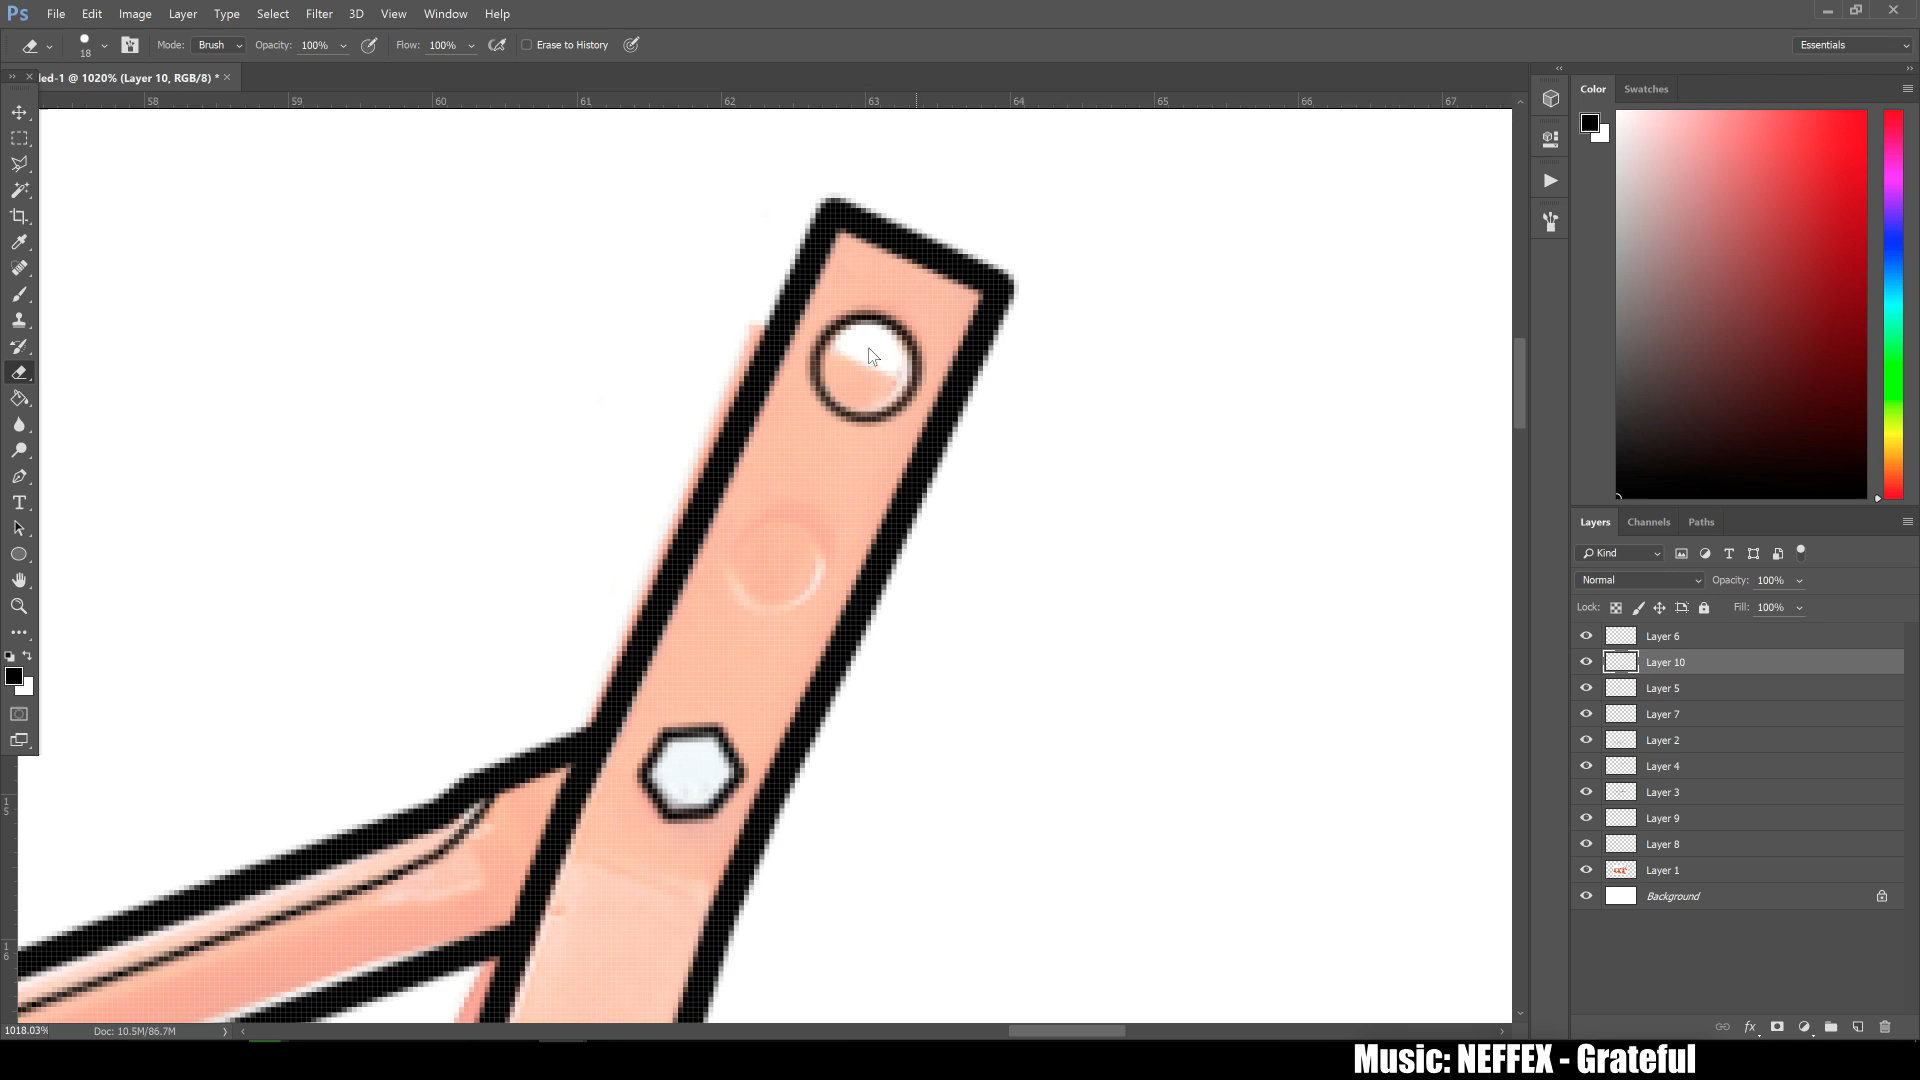 Ps File Edit Image Layer Type Select Filter 3D View Window Help
18 Mode: Brush Opacity: 100% Flow: 100% Erase to History Essentials
led-1 @ 1020% (Layer 10, RGB/8) *
58 59 60 61 62 63 64 65 66 67
Color Swatches
Layers Channels Paths
Kind
Normal Opacity: 100%
Lock: Fill: 100%
Layer 6
Layer 10
Layer 5
Layer 7
Layer 2
Layer 4
Layer 3
Layer 9
Layer 8
Layer 1
Background
15
16
1018.03% Doc: 10.5M/86.7M
Music: NEFFEX - Grateful